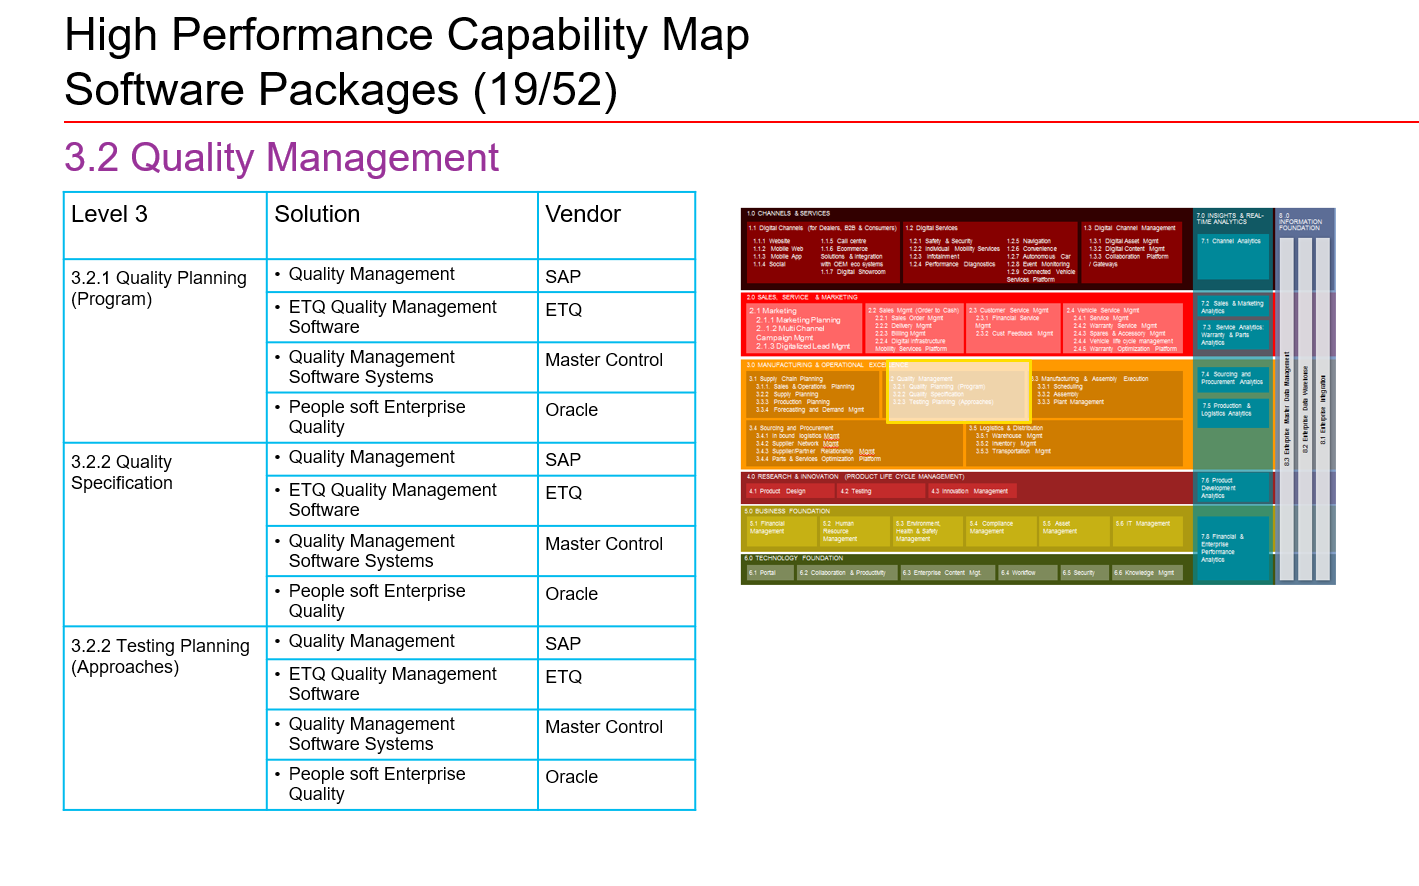 High Performance Capability Map
Software Packages (19/52)
3.2 Quality Management
Level 3
Solution
Vendor
3.2.1 Quality Planning
(Program)
• Quality Management
SAP
• ETQ Quality Management
Software
ETQ
• Quality Management
Software Systems
Master Control
• People soft Enterprise
Quality
Oracle
3.2.2 Quality
Specification
• Quality Management
SAP
• ETQ Quality Management
Software
ETQ
• Quality Management
Software Systems
Master Control
• People soft Enterprise
Quality
Oracle
3.2.2 Testing Planning
(Approaches)
• Quality Management
SAP
• ETQ Quality Management
Software
ETQ
• Quality Management
Software Systems
Master Control
• People soft Enterprise
Quality
Oracle
1.0 CHANNELS & SERVICES
1.1 Digital Channels (for Dealers, B2B & Consumers)
1.1.1 Website
1.1.2 Mobile Web
1.1.3 Mobile App
1.1.4 Social
1.1.5 Call centre
1.1.6 Ecommerce
Solutions & Integration
with OEM eco systems
1.1.7 Digital Showroom
1.2 Digital Services
1.2.1 Safety & Security
1.2.2 Individual Mobility Services
1.2.3 Infotainment
1.2.4 Performance Diagnostics
1.2.5 Navigation
1.2.6 Convenience
1.2.7 Autonomous Car
1.2.8 Event Monitoring
1.2.9 Connected Vehicle
Services Platform
1.3 Digital Channel Management
1.3.1 Digital Asset Mgmt
1.3.2 Digital Content Mgmt
1.3.3 Collaboration Platform
/ Gateways
2.0 SALES, SERVICE & MARKETING
2.1 Marketing
2.1.1 Marketing Planning
2..1.2 Multi Channel
Campaign Mgmt
2.1.3 Digitalized Lead Mgmt
2.2 Sales Mgmt (Order to Cash)
2.2.1 Sales Order Mgmt
2.2.2 Delivery Mgmt
2.2.3 Billing Mgmt
2.2.4 Digital infrastructure
Mobility Services Platform
2.3 Customer Service Mgmt
2.3.1 Financial Service
Mgmt
2.3.2 Cust Feedback Mgmt
2.4 Vehicle Service Mgmt
2.4.1 Service Mgmt
2.4.2 Warranty Service Mgmt
2.4.3 Spares & Accessory Mgmt
2.4.4 Vehicle life cycle management
2.4.5 Warranty Optimization Platform
3.0 MANUFACTURING & OPERATIONAL EXCELLENCE
3.1 Supply Chain Planning
3.1.1 Sales & Operations Planning
3.2.2 Supply Planning
3.3.3 Production Planning
3.3.4 Forecasting and Demand Mgmt
Quality Management
3.2.1 Quality Planning (Program)
3.2.2 Quality Specification
3.2.3 Testing Planning (Approaches)
3.3 Manufacturing & Assembly Execution
3.3.1 Scheduling
3.3.2 Assembly
3.3.3 Plant Management
3.4 Sourcing and Procurement
3.4.1 In bound logistics Mgmt
3.4.2 Supplier Network Mgmt
3.4.3 Supplier/Partner Relationship Mgmt
3.4.4 Parts & Services Optimization Platform
3.5 Logistics & Distribution
3.5.1 Warehouse Mgmt
3.5.2 Inventory Mgmt
3.5.3 Transportation Mgmt
4.0 RESEARCH & INNOVATION (PRODUCT LIFE CYCLE MANAGEMENT)
4.1 Product Design
4.2 Testing
4.3 Innovation Management
5.0 BUSINESS FOUNDATION
5.1 Financial
Management
5.2 Human
Resource
Management
5.3 Environment,
Health & Safety
Management
5.4 Compliance
Management
5.5 Asset
Management
5.6 IT Management
6.0 TECHNOLOGY FOUNDATION
6.1 Portal
6.2 Collaboration & Productivity
6.3 Enterprise Content Mgt
6.4 Workflow
6.5 Security
6.6 Knowledge Mgmt
7.0 INSIGHTS & REAL-
TIME ANALYTICS
7.1 Channel Analytics
7.2 Sales & Marketing
Analytics
7.3 Service Analytics:
Warranty & Parts
Analytics
7.4 Sourcing and
Procurement Analytics
7.5 Production &
Logistics Analytics
7.6 Product
Development
Analytics
7.8 Financial &
Enterprise
Performance
Analytics
8 .0
INFORMATION
FOUNDATION
8.3 Enterprise Master Data Management
8.2 Enterprise Data Warehouse
8.1 Enterprise Integration